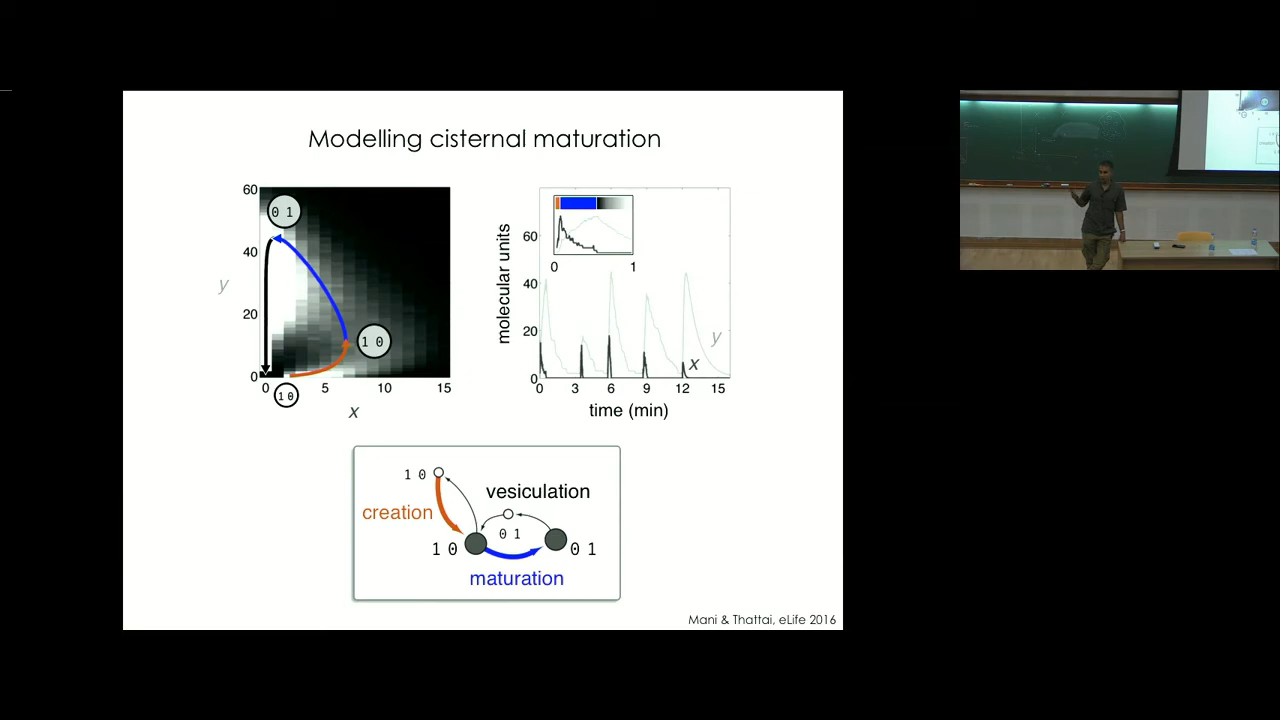 Modelling cisternal maturation
60
40
20
0
y
0 1
1 0
1 0
0
5
10
15
x
molecular units
60
40
20
0
0
1
y
x
0
3
6
9
12
15
time (min)
1 0
creation
vesiculation
0 1
1 0
0 1
maturation
Mani & Thattai, eLife 2016